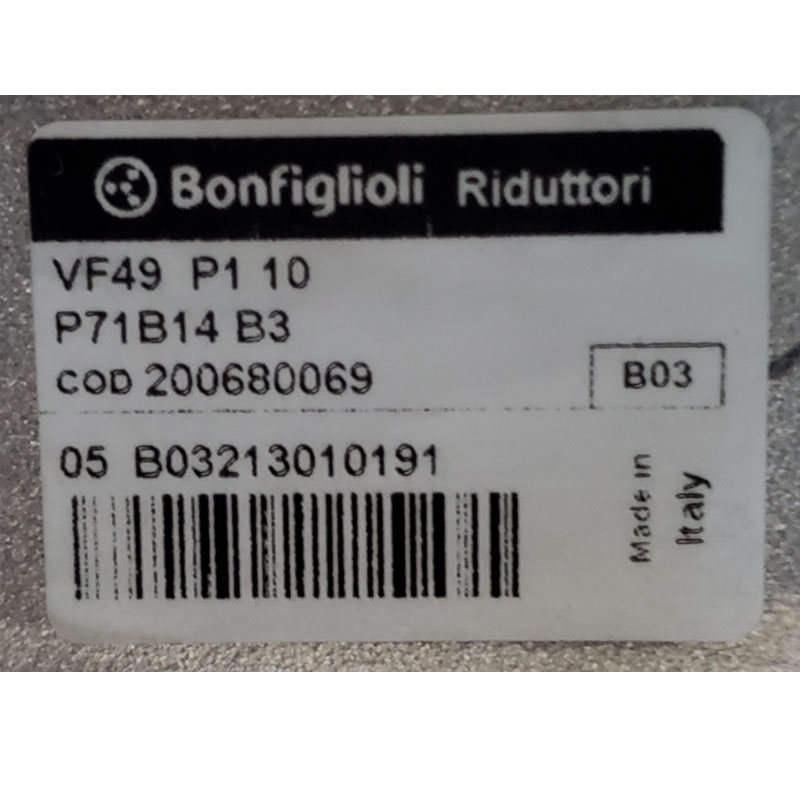 Bonfiglioli Riduttori
VF49 P1 10
P71B14 B3
COD 200680069
B03
05 B03213010191
Made in
Italy